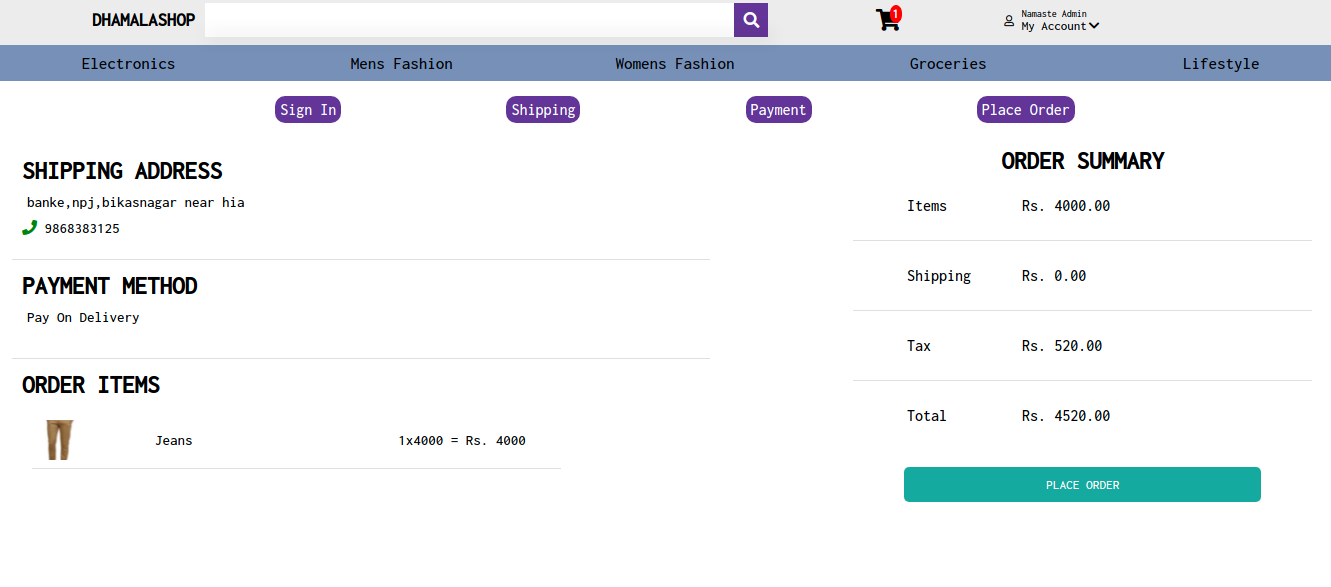 DHAMALASHOP
1
Namaste Admin
My Account
Electronics Mens Fashion Womens Fashion Groceries Lifestyle
Sign In Shipping Payment Place Order
SHIPPING ADDRESS
banke,npj,bikasnagar near hia
9868383125
PAYMENT METHOD
Pay On Delivery
ORDER ITEMS
Jeans 1x4000 = Rs. 4000
ORDER SUMMARY
Items Rs. 4000.00
Shipping Rs. 0.00
Tax Rs. 520.00
Total Rs. 4520.00
PLACE ORDER